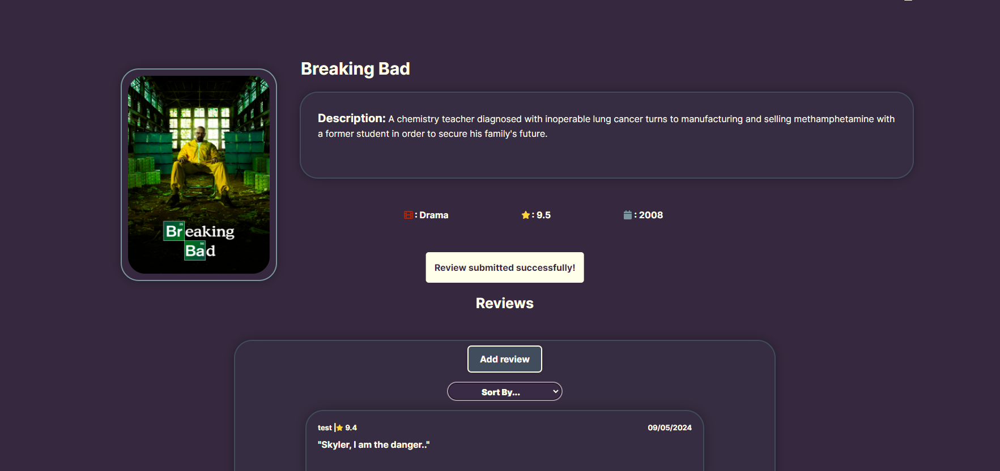 Breaking Bad
Description: A chemistry teacher diagnosed with inoperable lung cancer turns to manufacturing and selling methamphetamine with
a former student in order to secure his family's future.
Breaking
Bad
: Drama
: 9.5
: 2008
Review submitted successfully!
Reviews
Add review
Sort By...
test | 9.4
09/05/2024
"Skyler, I am the danger.."